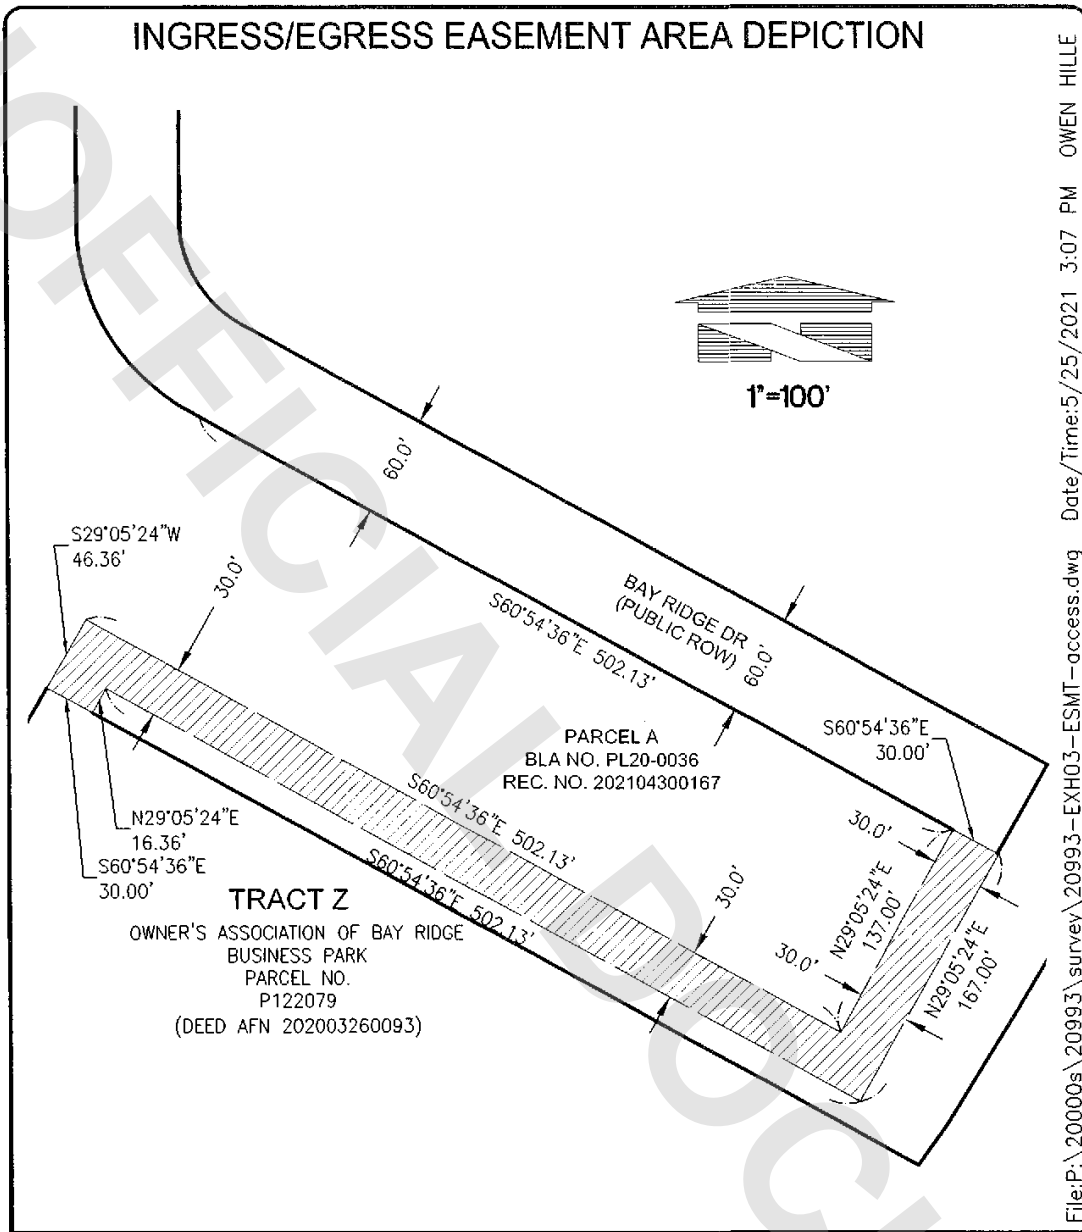 INGRESS/EGRESS EASEMENT AREA DEPICTION
1"=100'
60.0'
S29°05'24"W
46.36'
30.0'
BAY RIDGE DR
(PUBLIC ROW)
60.0'
S60°54'36"E 502.13'
PARCEL A
BLA NO. PL20-0036
REC. NO. 202104300167
S60°54'36"E
30.00'
S60°54'36"E 502.13'
N29°05'24"E
16.36'
S60°54'36"E
30.00'
S60°54'36"E 502.13'
30.0'
30.0'
N29°05'24"E
137.00'
30.0'
N29°05'24"E
167.00'
TRACT Z
OWNER'S ASSOCIATION OF BAY RIDGE
BUSINESS PARK
PARCEL NO.
P122079
(DEED AFN 202003260093)
File:P:\20000s\20993\survey\20993-EXH03-ESMT-access.dwg Date/Time:5/25/2021 3:07 PM OWEN HILLE
OFFICIAL DOC